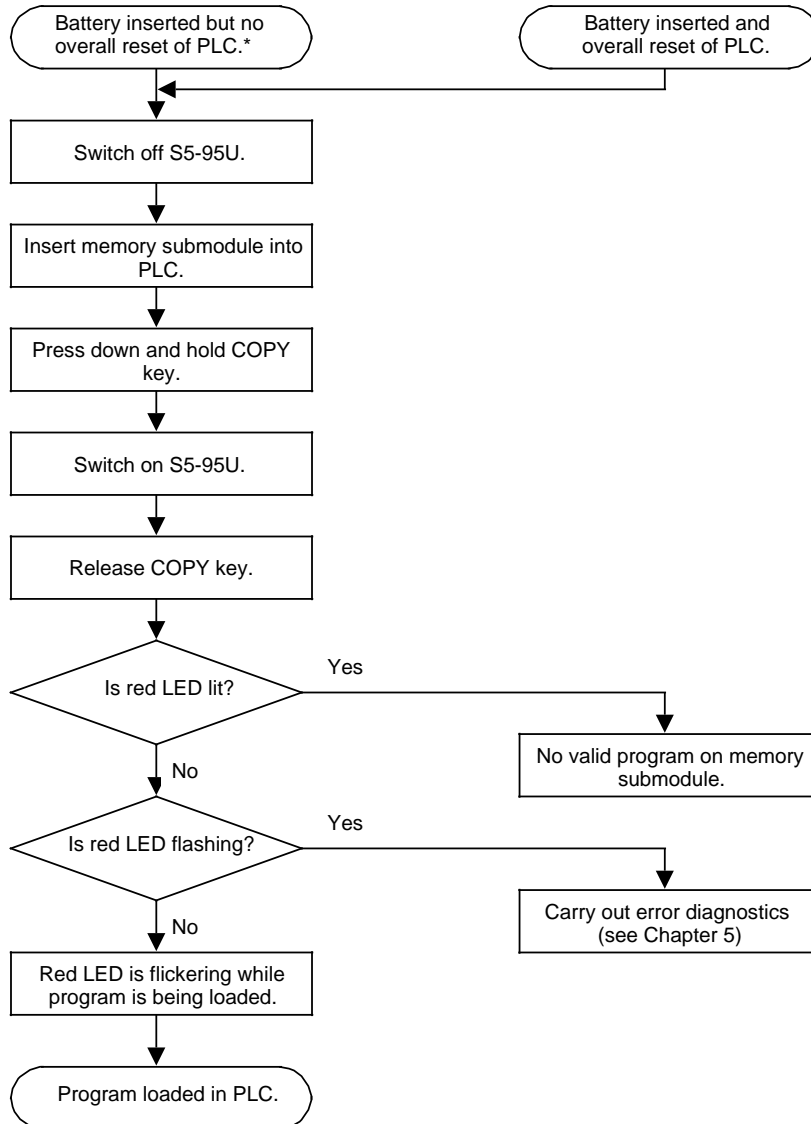 Battery inserted but no
overall reset of PLC.*
Battery inserted and
overall reset of PLC.
Switch off S5-95U.
Insert memory submodule into
PLC.
Press down and hold COPY
key.
Switch on S5-95U.
Release COPY key.
Is red LED lit?
Yes
No valid program on memory
submodule.
No
Is red LED flashing?
Yes
Carry out error diagnostics
(see Chapter 5)
No
Red LED is flickering while
program is being loaded.
Program loaded in PLC.